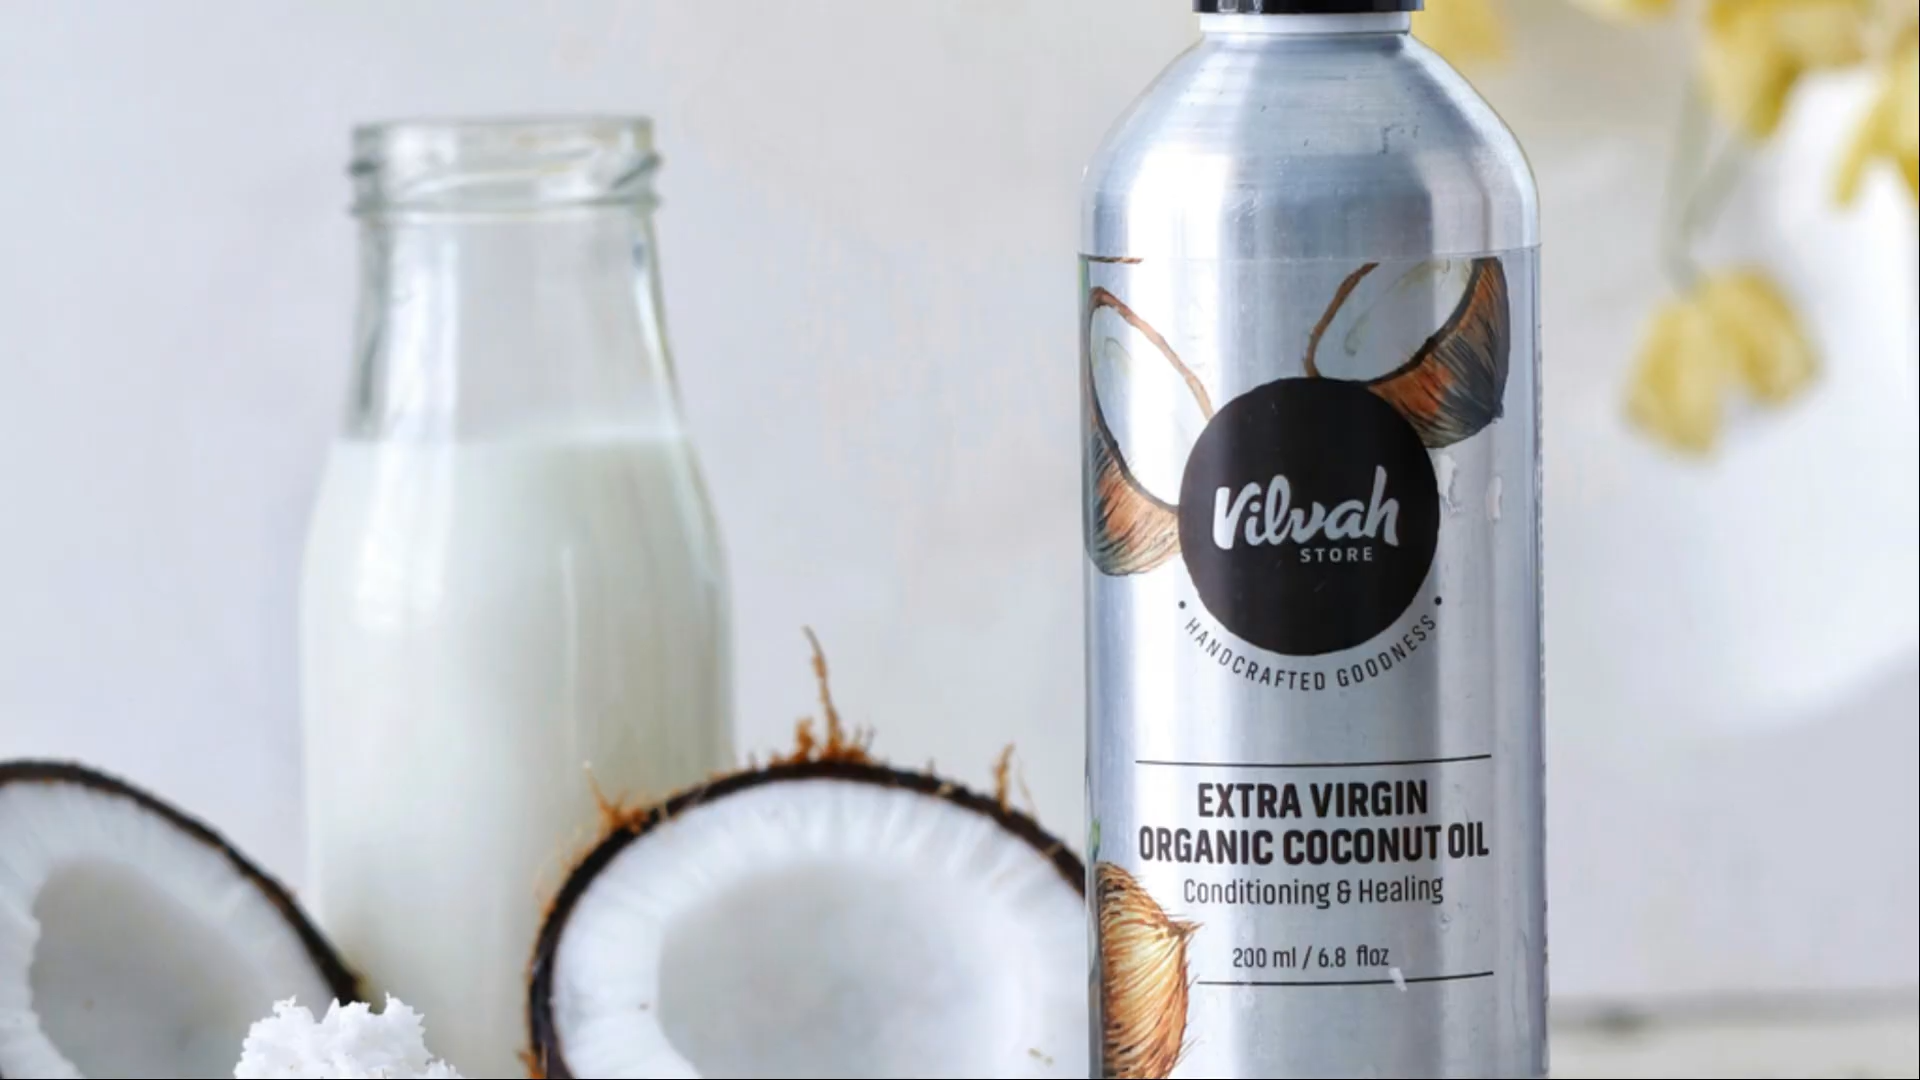 Vilvah
STORE
• HANDCRAFTED GOODNESS •
EXTRA VIRGIN
ORGANIC COCONUT OIL
Conditioning & Healing
200 ml / 6.8 floz